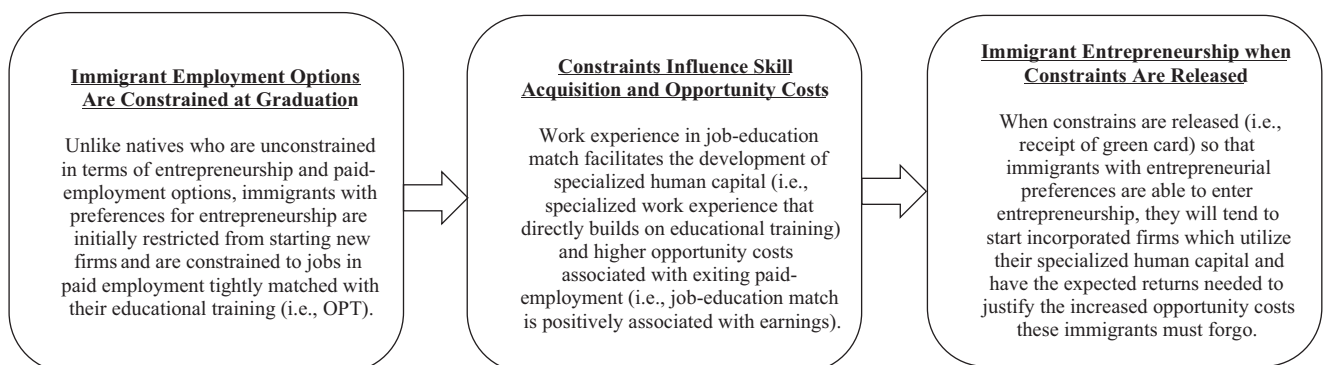 Immigrant Employment Options
Are Constrained at Graduation
Unlike natives who are unconstrained
in terms of entrepreneurship and paid-
employment options, immigrants with
preferences for entrepreneurship are
initially restricted from starting new
firms and are constrained to jobs in
paid employment tightly matched with
their educational training (i.e., OPT).
Constraints Influence Skill
Acquisition and Opportunity Costs
Work experience in job-education
match facilitates the development of
specialized human capital (i.e.,
specialized work experience that
directly builds on educational training)
and higher opportunity costs
associated with exiting paid-
employment (i.e., job-education match
is positively associated with earnings).
Immigrant Entrepreneurship when
Constraints Are Released
When constrains are released (i.e.,
receipt of green card) so that
immigrants with entrepreneurial
preferences are able to enter
entrepreneurship, they will tend to
start incorporated firms which utilize
their specialized human capital and
have the expected returns needed to
justify the increased opportunity costs
these immigrants must forgo.